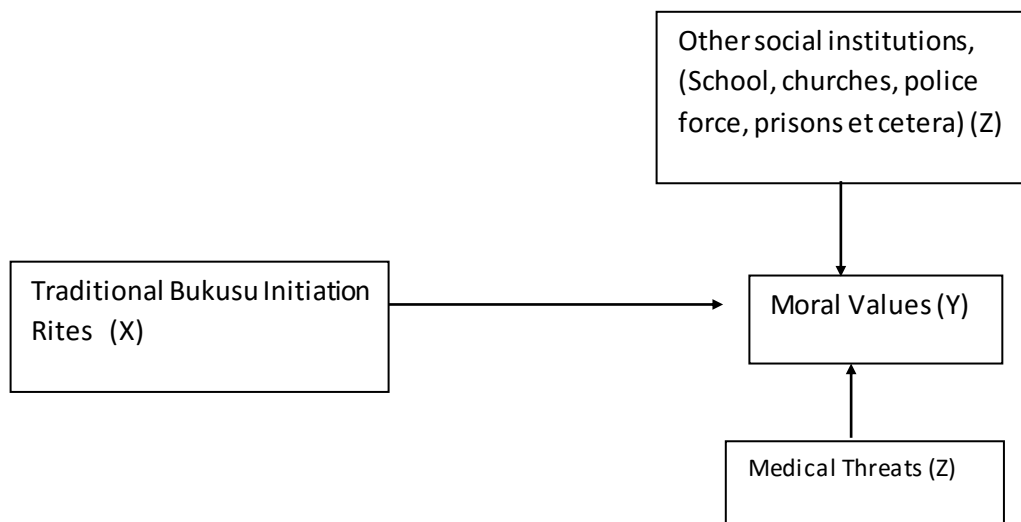 Other social institutions,
(School, churches, police
force, prisons et cetera) (Z)
Traditional Bukusu Initiation
Rites (X)
Moral Values (Y)
Medical Threats (Z)